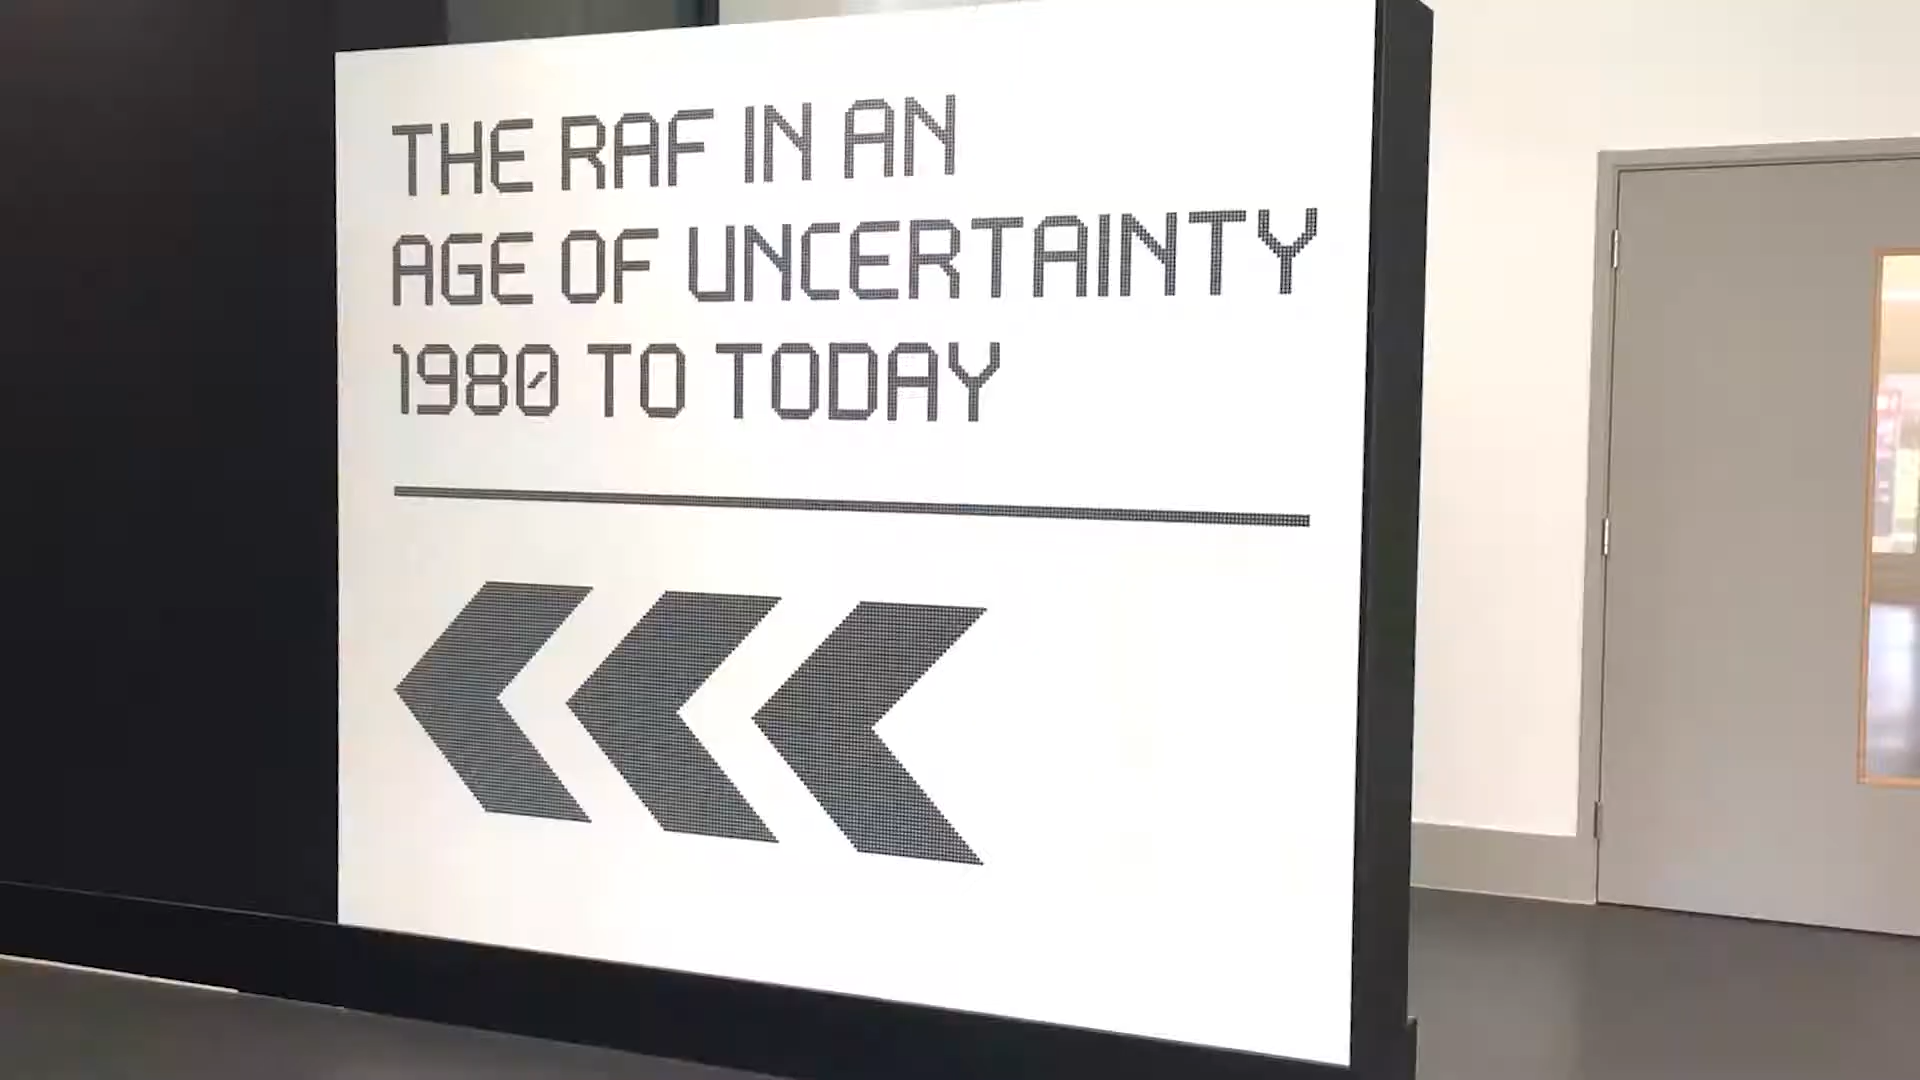 THE RAF IN AN
AGE OF UNCERTAINTY
1980 TO TODAY